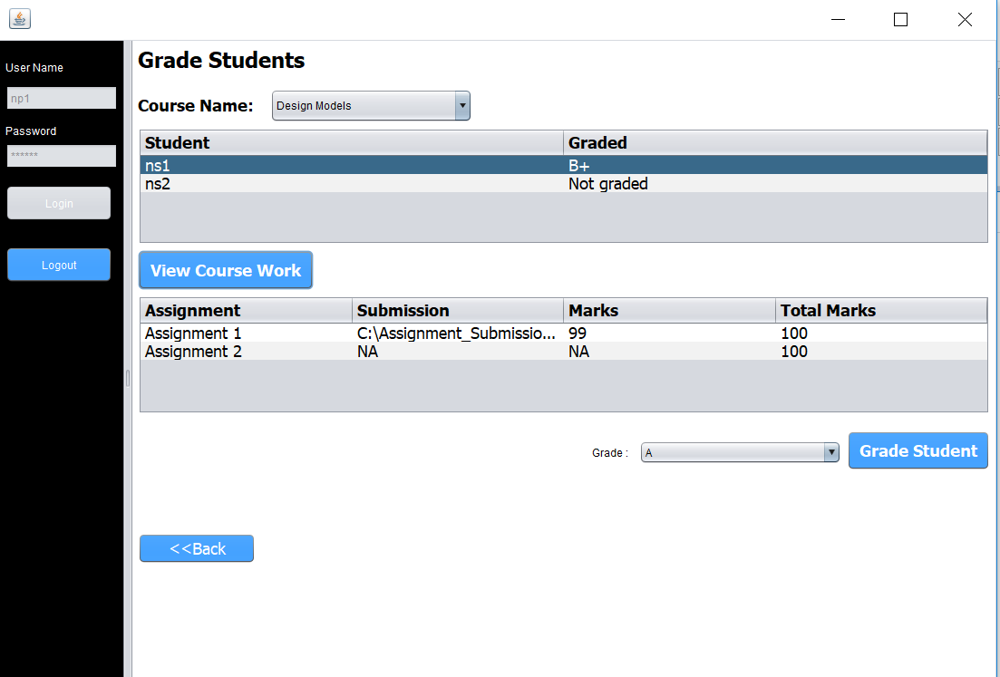 Grade Students
User Name
np1
Password
******
Login
Logout
Course Name: Design Models
Student Graded
ns1 B+
ns2 Not graded
View Course Work
Assignment Submission Marks Total Marks
Assignment 1 C:\Assignment_Submissio... 99 100
Assignment 2 NA NA 100
Grade : A Grade Student
<<Back